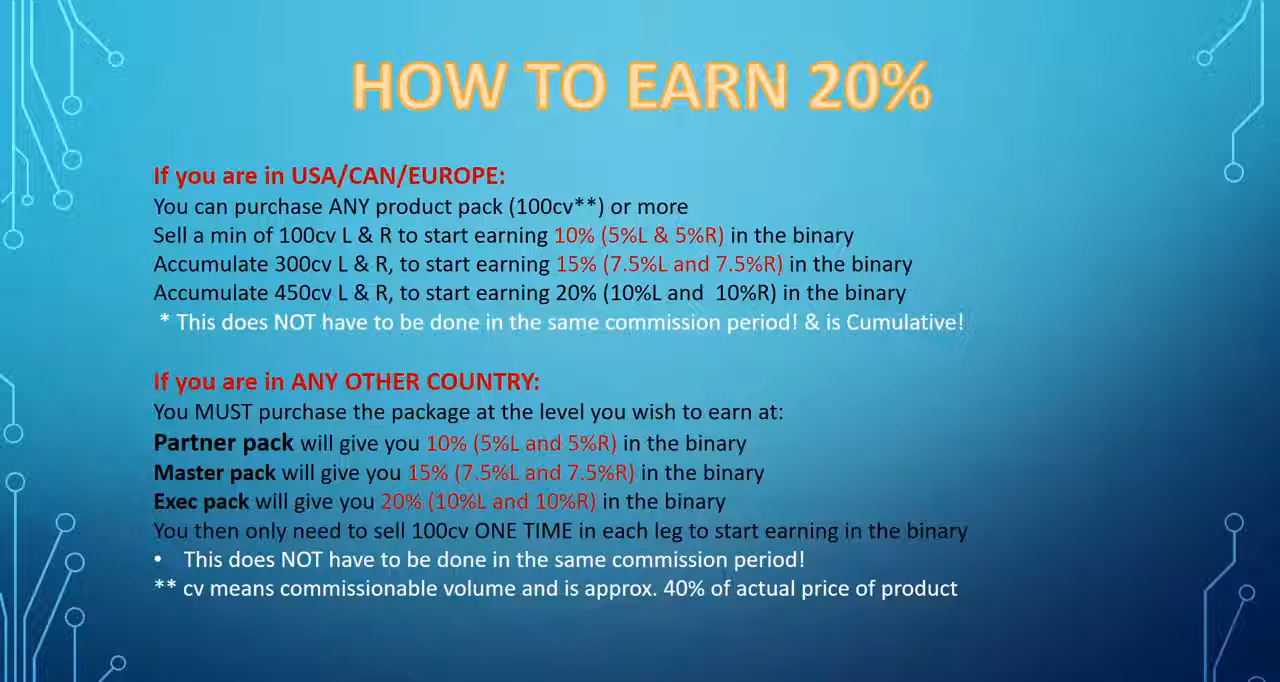 HOW TO EARN 20%
If you are in USA/CAN/EUROPE:
You can purchase ANY product pack (100cv**) or more
Sell a min of 100cv L & R to start earning 10% (5%L & 5%R) in the binary
Accumulate 300cv L & R, to start earning 15% (7.5%L and 7.5%R) in the binary
Accumulate 450cv L & R, to start earning 20% (10%L and  10%R) in the binary
* This does NOT have to be done in the same commission period! & is Cumulative!
If you are in ANY OTHER COUNTRY:
You MUST purchase the package at the level you wish to earn at:
Partner pack will give you 10% (5%L and 5%R) in the binary
Master pack will give you 15% (7.5%L and 7.5%R) in the binary
Exec pack will give you 20% (10%L and 10%R) in the binary
You then only need to sell 100cv ONE TIME in each leg to start earning in the binary
• This does NOT have to be done in the same commission period!
** cv means commissionable volume and is approx. 40% of actual price of product